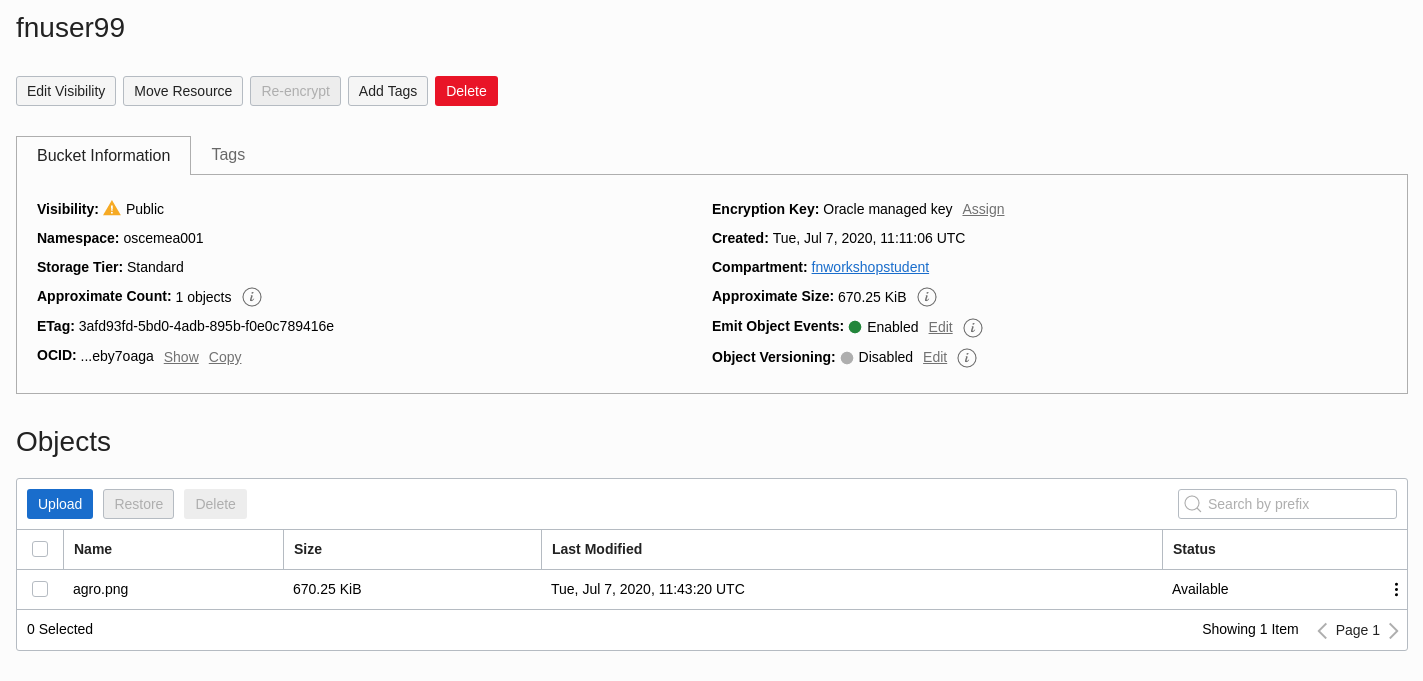 fnuser99
Edit Visibility Move Resource Re-encrypt Add Tags Delete
Bucket Information Tags
Visibility: Public
Namespace: oscemea001
Storage Tier: Standard
Approximate Count: 1 objects
ETag: 3afd93fd-5bd0-4adb-895b-f0e0c789416e
OCID: ...eby7oaga Show Copy
Encryption Key: Oracle managed key Assign
Created: Tue, Jul 7, 2020, 11:11:06 UTC
Compartment: fnworkshopstudent
Approximate Size: 670.25 KiB
Emit Object Events: Enabled Edit
Object Versioning: Disabled Edit
Objects
Upload Restore Delete Search by prefix
Name Size Last Modified Status
agro.png 670.25 KiB Tue, Jul 7, 2020, 11:43:20 UTC Available
0 Selected Showing 1 Item Page 1